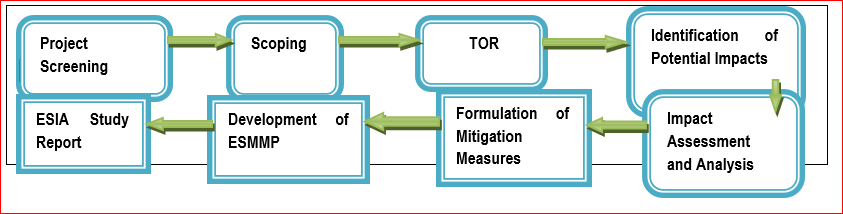 Project
Screening
Scoping
TOR
Identification of
Potential Impacts
Impact
Assessment
and Analysis
Formulation of
Mitigation
Measures
Development of
ESMMP
ESIA Study
Report